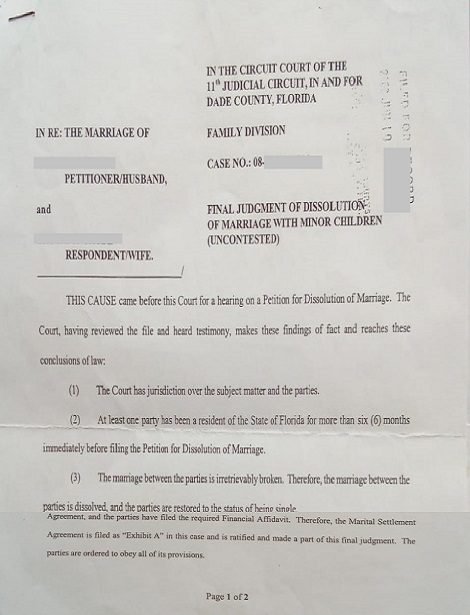 IN THE CIRCUIT COURT OF THE
11th JUDICIAL CIRCUIT, IN AND FOR
DADE COUNTY, FLORIDA
IN RE: THE MARRIAGE OF
FAMILY DIVISION
CASE NO.: 08-
PETITIONER/HUSBAND,
and
FINAL JUDGMENT OF DISSOLUTION
OF MARRIAGE WITH MINOR CHILDREN
(UNCONTESTED)
RESPONDENT/WIFE.
THIS CAUSE came before this Court for a hearing on a Petition for Dissolution of Marriage. The
Court, having reviewed the file and heard testimony, makes these findings of fact and reaches these
conclusions of law:
(1) The Court has jurisdiction over the subject matter and the parties.
(2) At least one party has been a resident of the State of Florida for more than six (6) months
immediately before filing the Petition for Dissolution of Marriage.
(3) The marriage between the parties is irretrievably broken. Therefore, the marriage between the
parties is dissolved, and the parties are restored to the status of being single.
Agreement, and the parties have filed the required Financial Affidavit. Therefore, the Marital Settlement
Agreement is filed as "Exhibit A" in this case and is ratified and made a part of this final judgment. The
parties are ordered to obey all of its provisions.
Page 1 of 2